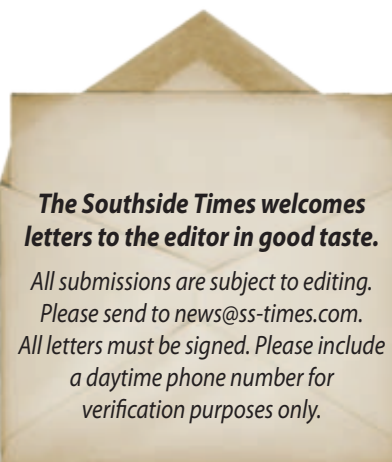 The Southside Times welcomes
letters to the editor in good taste.
All submissions are subject to editing.
Please send to news@ss-times.com.
All letters must be signed. Please include
a daytime phone number for
verification purposes only.